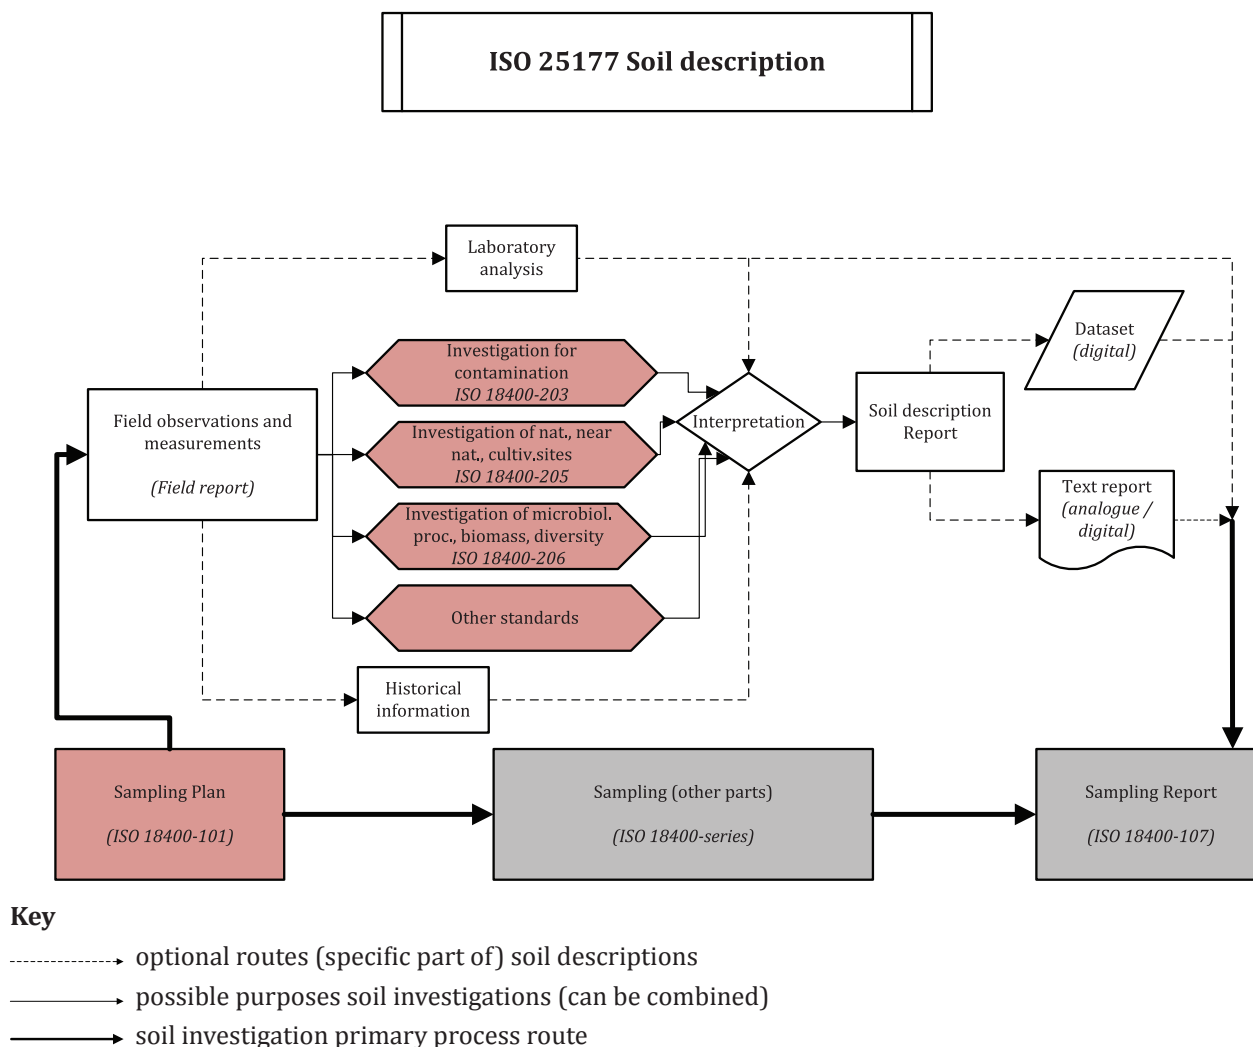 ISO 25177 Soil description
Laboratory
analysis
Investigation for
contamination
ISO 18400-203
Dataset
(digital)
Field observations and
measurements
(Field report)
Investigation of nat., near
nat., cultiv.sites
ISO 18400-205
Interpretation
Soil description
Report
Investigation of microbiol.
proc., biomass, diversity
ISO 18400-206
Text report
(analogue /
digital)
Other standards
Historical
information
Sampling Plan
(ISO 18400-101)
Sampling (other parts)
(ISO 18400-series)
Sampling Report
(ISO 18400-107)
Key
optional routes (specific part of) soil descriptions
possible purposes soil investigations (can be combined)
soil investigation primary process route